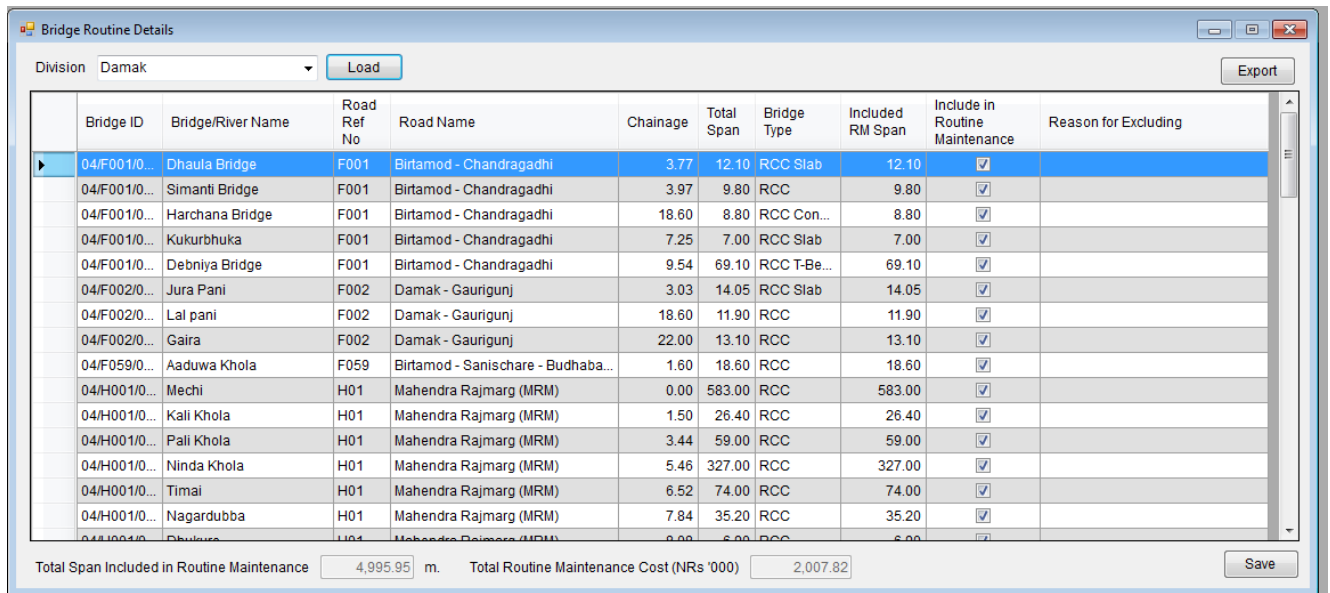 Bridge Routine Details
Division Damak Load Export
Bridge ID Bridge/River Name Road Ref No Road Name Chainage Total Span Bridge Type Included RM Span Include in Routine Maintenance Reason for Excluding
04/F001/0... Dhaula Bridge F001 Birtamod - Chandragadhi 3.77 12.10 RCC Slab 12.10
04/F001/0... Simanti Bridge F001 Birtamod - Chandragadhi 3.97 9.80 RCC 9.80
04/F001/0... Harchana Bridge F001 Birtamod - Chandragadhi 18.60 8.80 RCC Con... 8.80
04/F001/0... Kukurbhuka F001 Birtamod - Chandragadhi 7.25 7.00 RCC Slab 7.00
04/F001/0... Debniya Bridge F001 Birtamod - Chandragadhi 9.54 69.10 RCC T-Be... 69.10
04/F002/0... Jura Pani F002 Damak - Gaurigunj 3.03 14.05 RCC Slab 14.05
04/F002/0... Lal pani F002 Damak - Gaurigunj 18.60 11.90 RCC 11.90
04/F002/0... Gaira F002 Damak - Gaurigunj 22.00 13.10 RCC 13.10
04/F059/0... Aaduwa Khola F059 Birtamod - Sanischare - Budhaba... 1.60 18.60 RCC 18.60
04/H001/0... Mechi H01 Mahendra Rajmarg (MRM) 0.00 583.00 RCC 583.00
04/H001/0... Kali Khola H01 Mahendra Rajmarg (MRM) 1.50 26.40 RCC 26.40
04/H001/0... Pali Khola H01 Mahendra Rajmarg (MRM) 3.44 59.00 RCC 59.00
04/H001/0... Ninda Khola H01 Mahendra Rajmarg (MRM) 5.46 327.00 RCC 327.00
04/H001/0... Timai H01 Mahendra Rajmarg (MRM) 6.52 74.00 RCC 74.00
04/H001/0... Nagardubba H01 Mahendra Rajmarg (MRM) 7.84 35.20 RCC 35.20
04/H001/0... H01 Mahendra Rajmarg (MRM) RCC
Total Span Included in Routine Maintenance 4,995.95 m. Total Routine Maintenance Cost (NRs '000) 2,007.82 Save